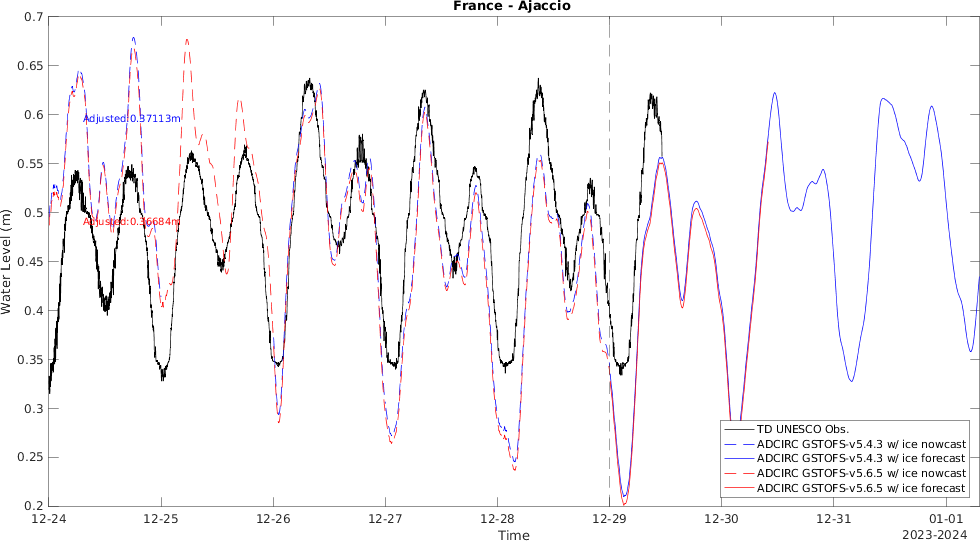 France - Ajaccio
Water Level (m)
0.7
0.65
0.6
0.55
0.5
0.45
0.4
0.35
0.3
0.25
0.2
Adjusted:0.37113m
Adjusted:0.36684m
TD UNESCO Obs.
ADCIRC GSTOFS-v5.4.3 w/ ice nowcast
ADCIRC GSTOFS-v5.4.3 w/ ice forecast
ADCIRC GSTOFS-v5.6.5 w/ ice nowcast
ADCIRC GSTOFS-v5.6.5 w/ ice forecast
12-24 12-25 12-26 12-27 12-28 12-29 12-30 12-31 01-01
Time
2023-2024